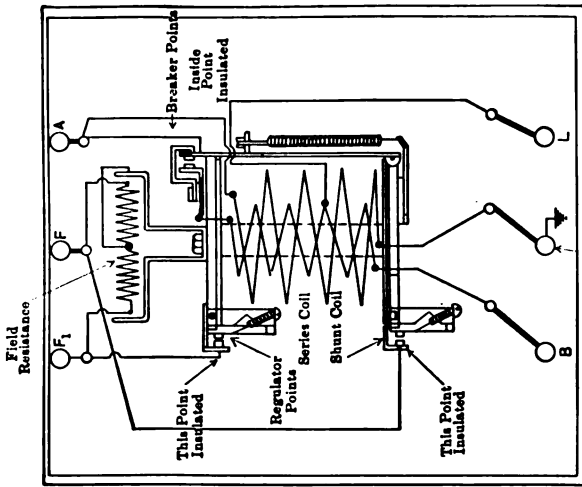 Field
Resistance
F1
F
A
Breaker Points
Inside
Point
Insulated
This Point
Insulated
Regulator
Points
Series Coil
Shunt Coil
This Point
Insulated
B
L